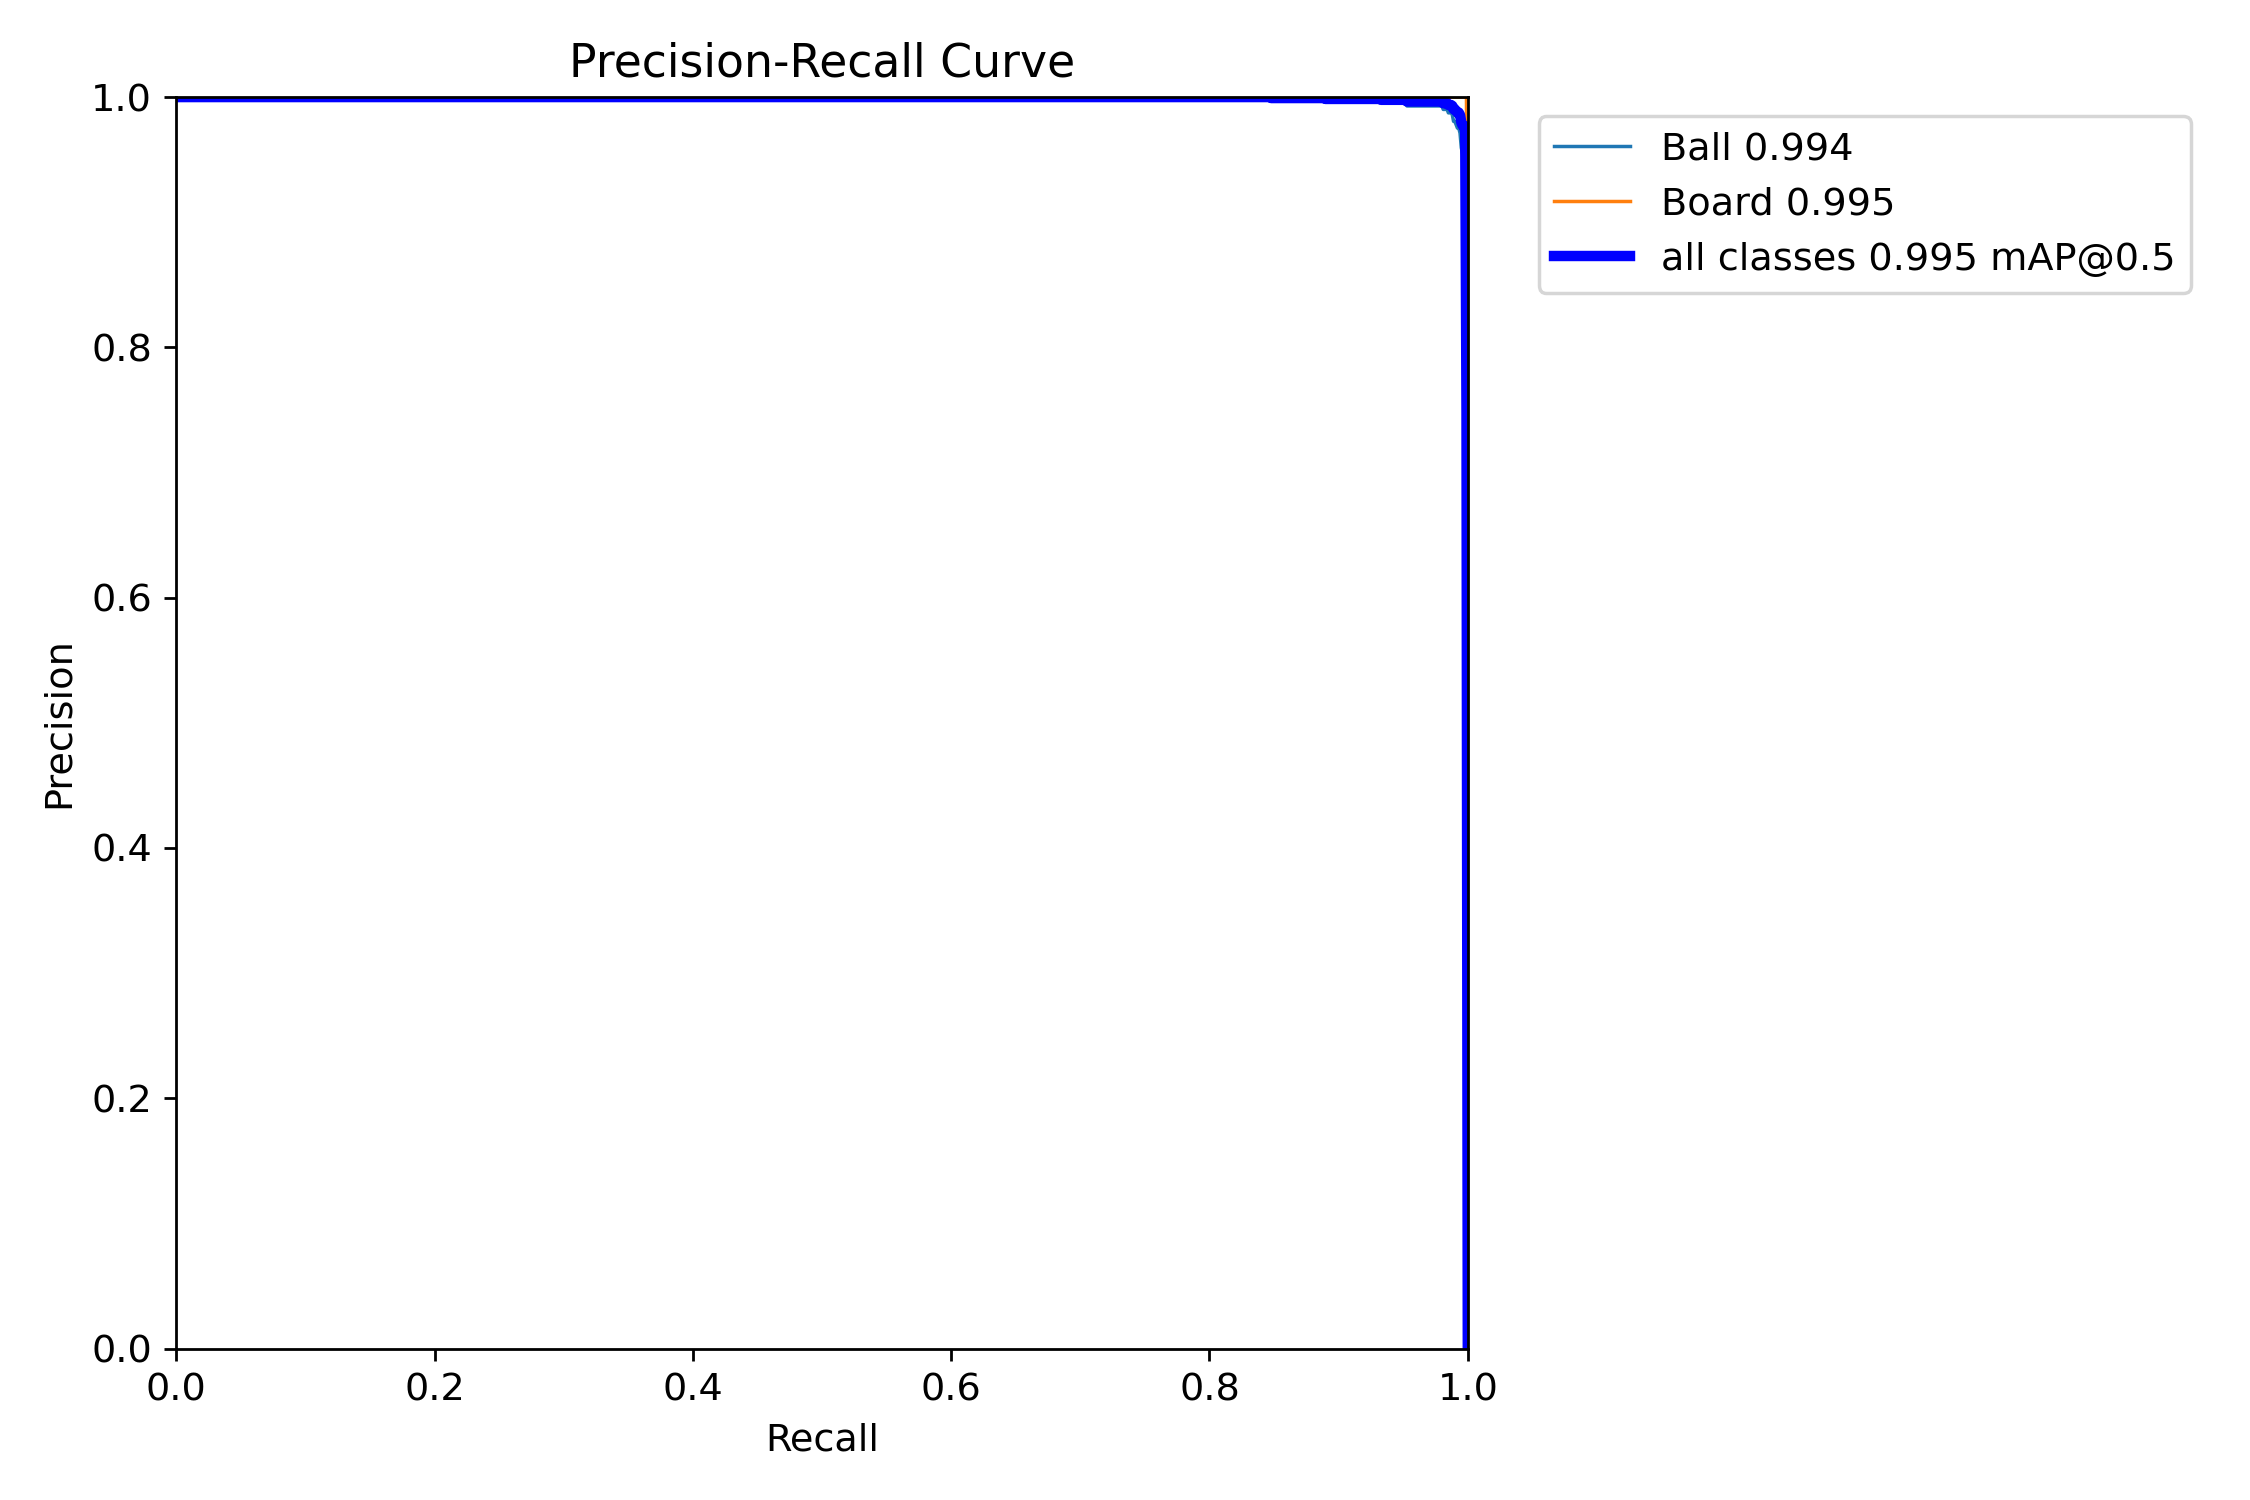 Precision-Recall Curve
1.0
0.8
0.6
0.4
0.2
0.0
Precision
0.0 0.2 0.4 0.6 0.8 1.0
Recall
Ball 0.994
Board 0.995
all classes 0.995 mAP@0.5